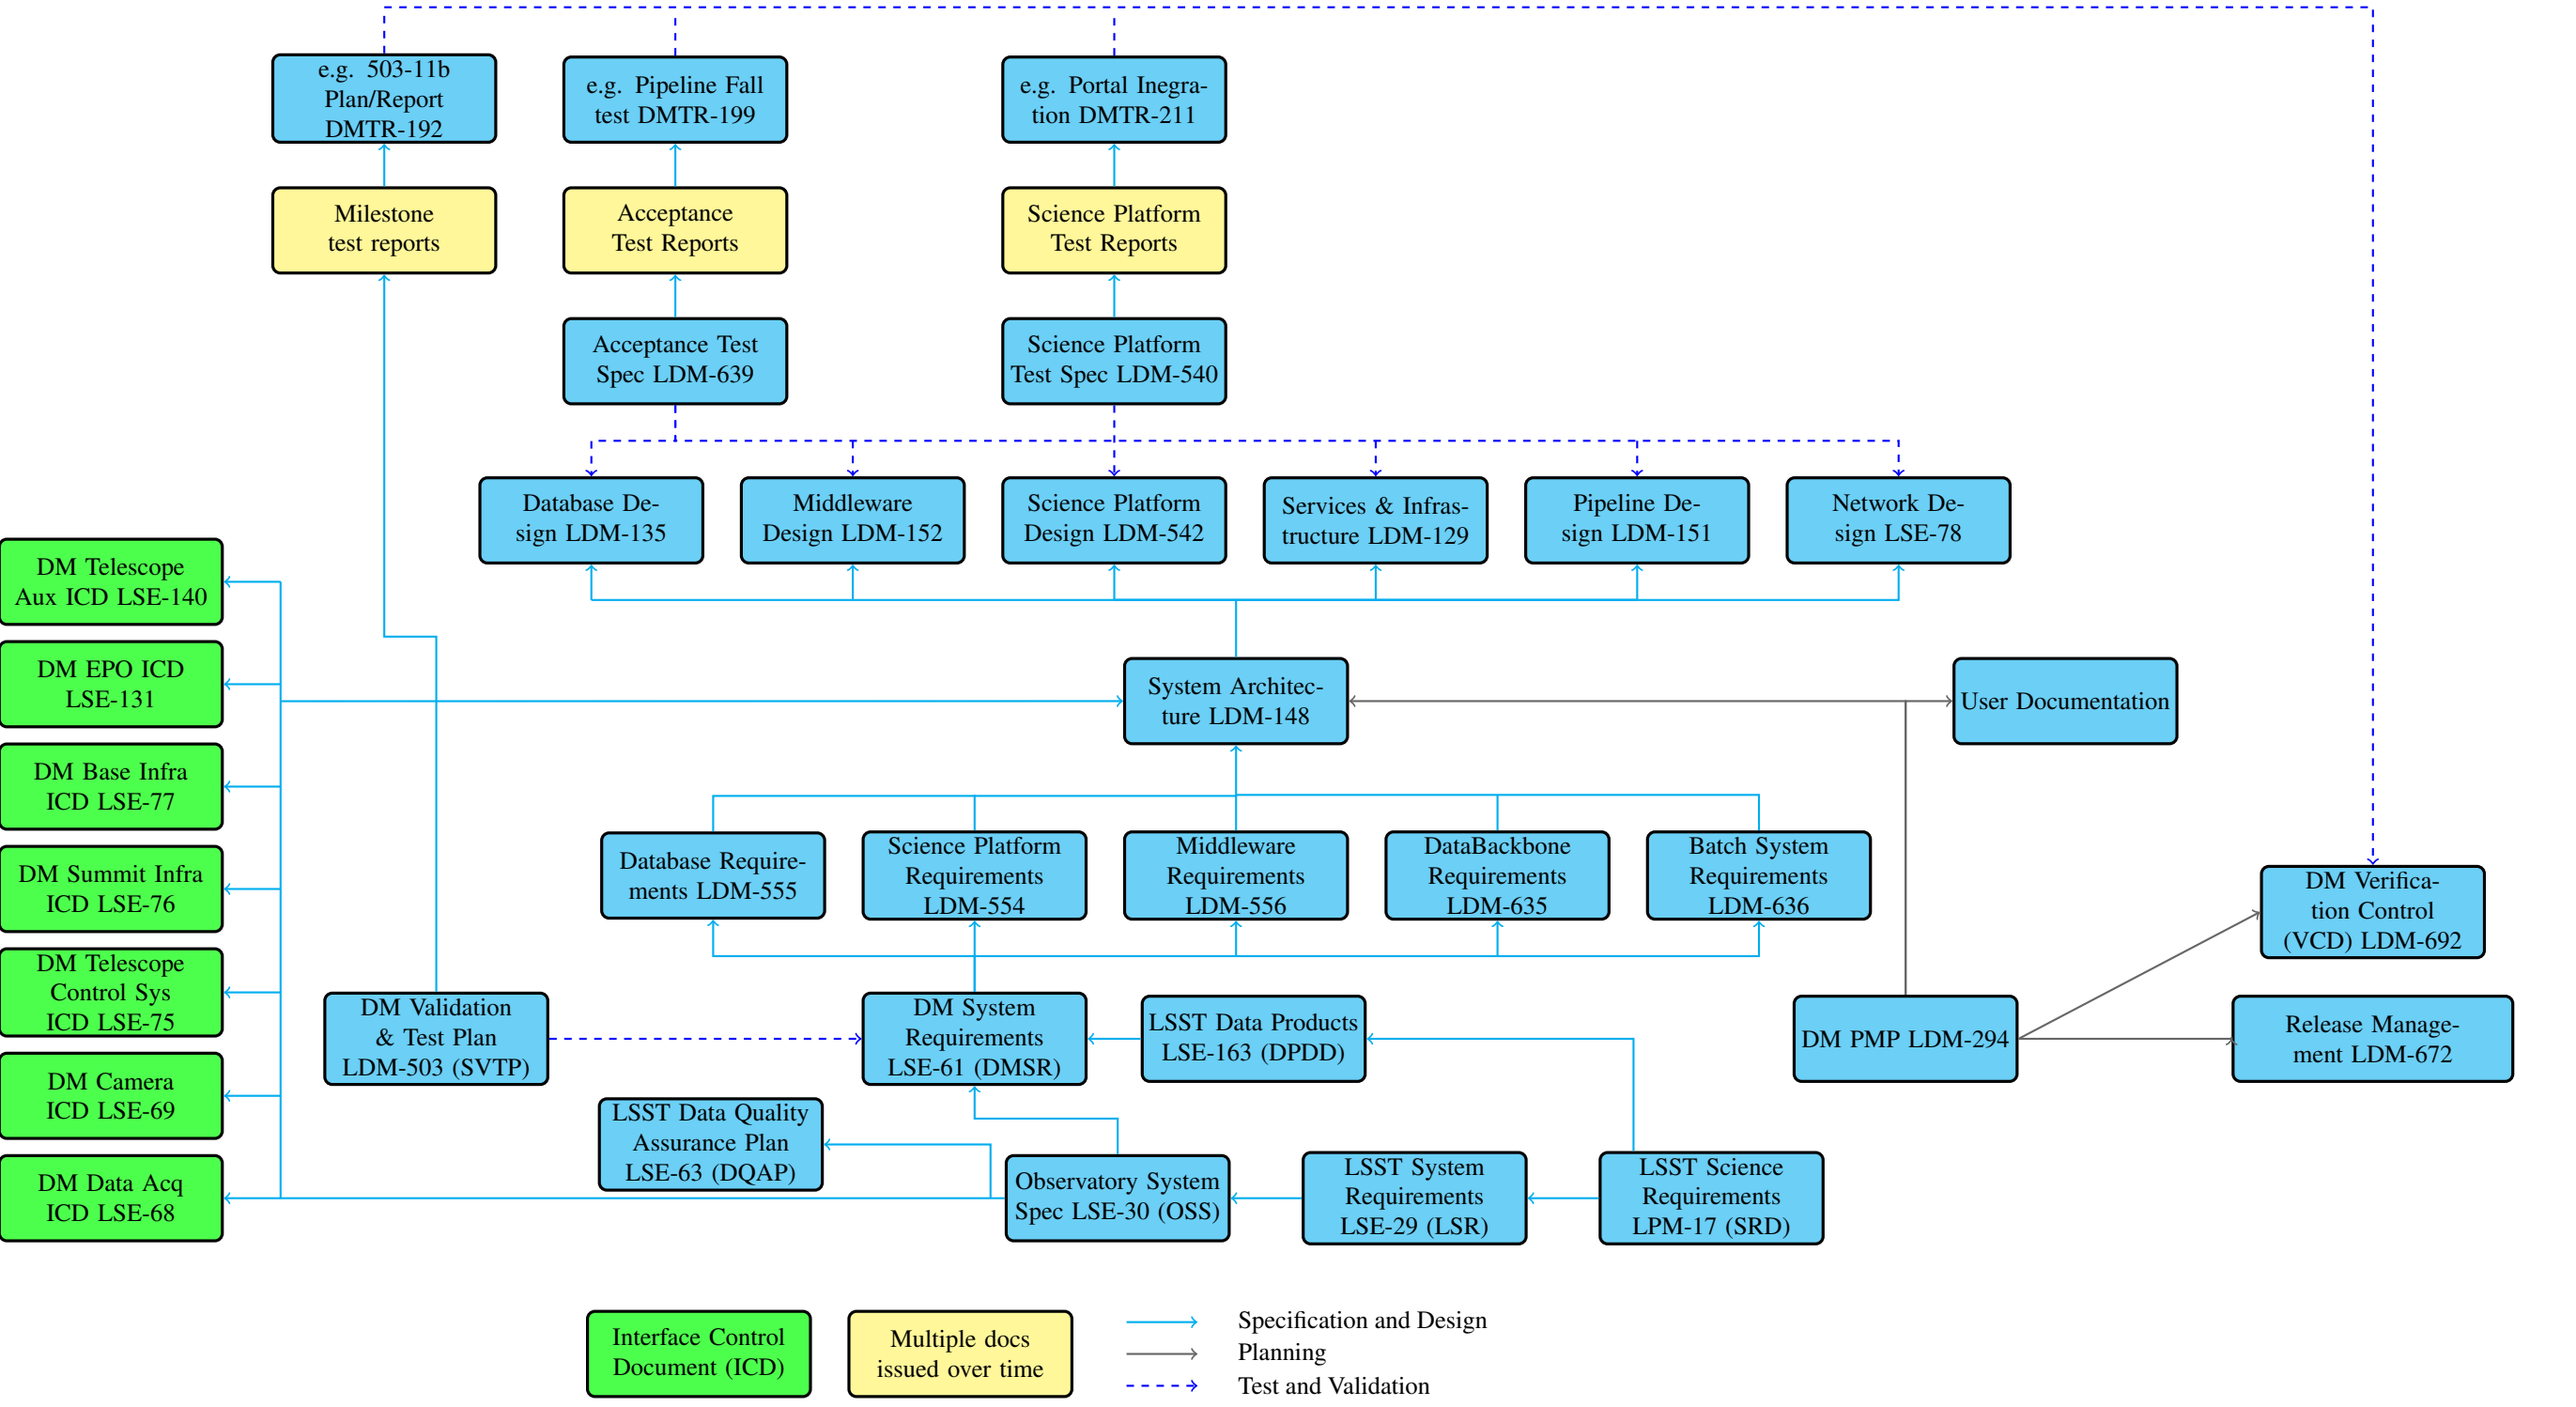 e.g. 503-11b
Plan/Report
DMTR-192
e.g. Pipeline Fall
test DMTR-199
e.g. Portal Inegra-
tion DMTR-211
Milestone
test reports
Acceptance
Test Reports
Science Platform
Test Reports
Acceptance Test
Spec LDM-639
Science Platform
Test Spec LDM-540
Database De-
sign LDM-135
Middleware
Design LDM-152
Science Platform
Design LDM-542
Services & Infras-
tructure LDM-129
Pipeline De-
sign LDM-151
Network De-
sign LSE-78
DM Telescope
Aux ICD LSE-140
DM EPO ICD
LSE-131
System Architec-
ture LDM-148
User Documentation
DM Base Infra
ICD LSE-77
DM Summit Infra
ICD LSE-76
Database Require-
ments LDM-555
Science Platform
Requirements
LDM-554
Middleware
Requirements
LDM-556
DataBackbone
Requirements
LDM-635
Batch System
Requirements
LDM-636
DM Verifica-
tion Control
(VCD) LDM-692
DM Telescope
Control Sys
ICD LSE-75
DM Validation
& Test Plan
LDM-503 (SVTP)
DM System
Requirements
LSE-61 (DMSR)
LSST Data Products
LSE-163 (DPDD)
DM PMP LDM-294
Release Manage-
ment LDM-672
DM Camera
ICD LSE-69
LSST Data Quality
Assurance Plan
LSE-63 (DQAP)
DM Data Acq
ICD LSE-68
Observatory System
Spec LSE-30 (OSS)
LSST System
Requirements
LSE-29 (LSR)
LSST Science
Requirements
LPM-17 (SRD)
Interface Control
Document (ICD)
Multiple docs
issued over time
Specification and Design
Planning
Test and Validation